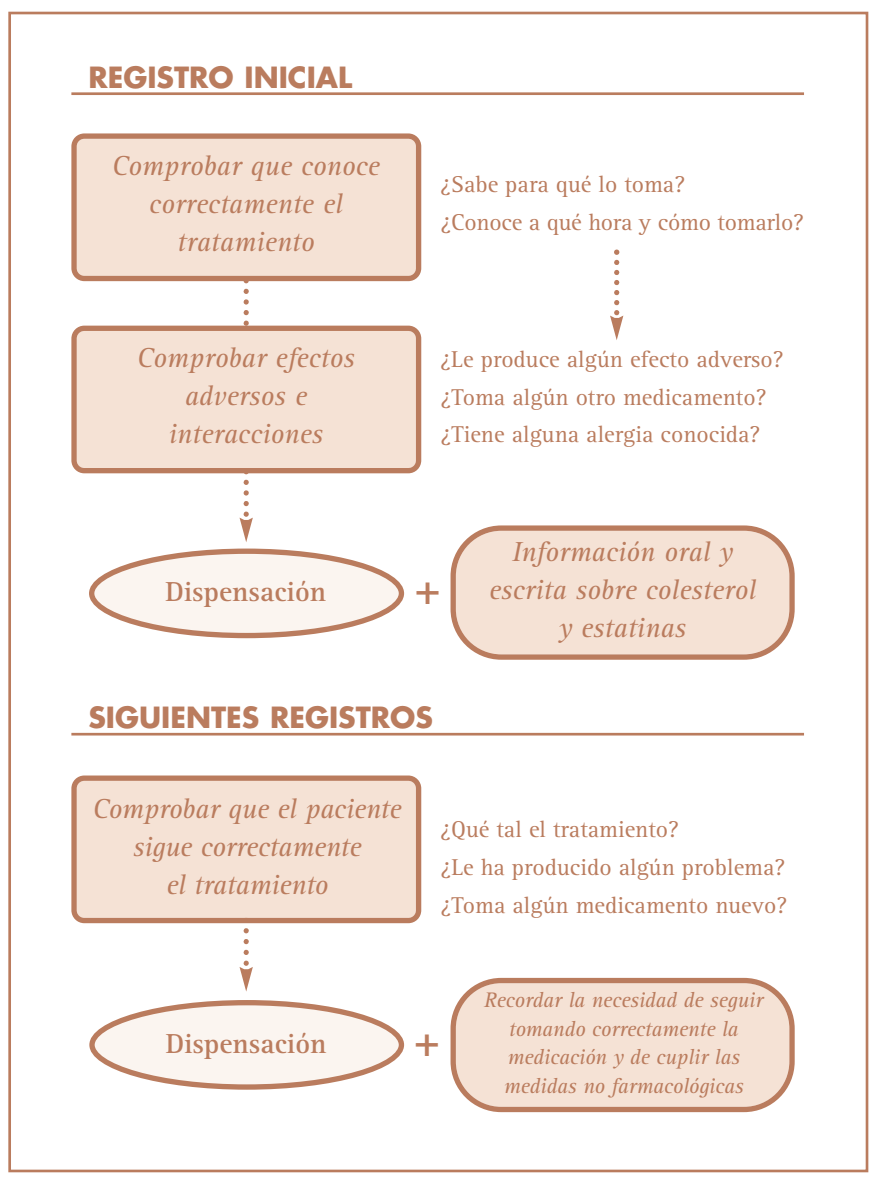 REGISTRO INICIAL
Comprobar que conoce
correctamente el
tratamiento
¿Sabe para qué lo toma?
¿Conoce a qué hora y cómo tomarlo?
Comprobar efectos
adversos e
interacciones
¿Le produce algún efecto adverso?
¿Toma algún otro medicamento?
¿Tiene alguna alergia conocida?
Dispensación
+
Información oral y
escrita sobre colesterol
y estatinas
SIGUIENTES REGISTROS
Comprobar que el paciente
sigue correctamente
el tratamiento
¿Qué tal el tratamiento?
¿Le ha producido algún problema?
¿Toma algún medicamento nuevo?
Dispensación
+
Recordar la necesidad de seguir
tomando correctamente la
medicación y de cuplir las
medidas no farmacológicas